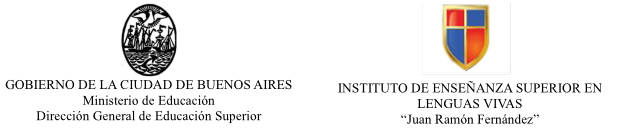 GOBIERNO DE LA CIUDAD DE BUENOS AIRES
Ministerio de Educación
Dirección General de Educación Superior
INSTITUTO DE ENSEÑANZA SUPERIOR EN
LENGUAS VIVAS
“Juan Ramón Fernández”